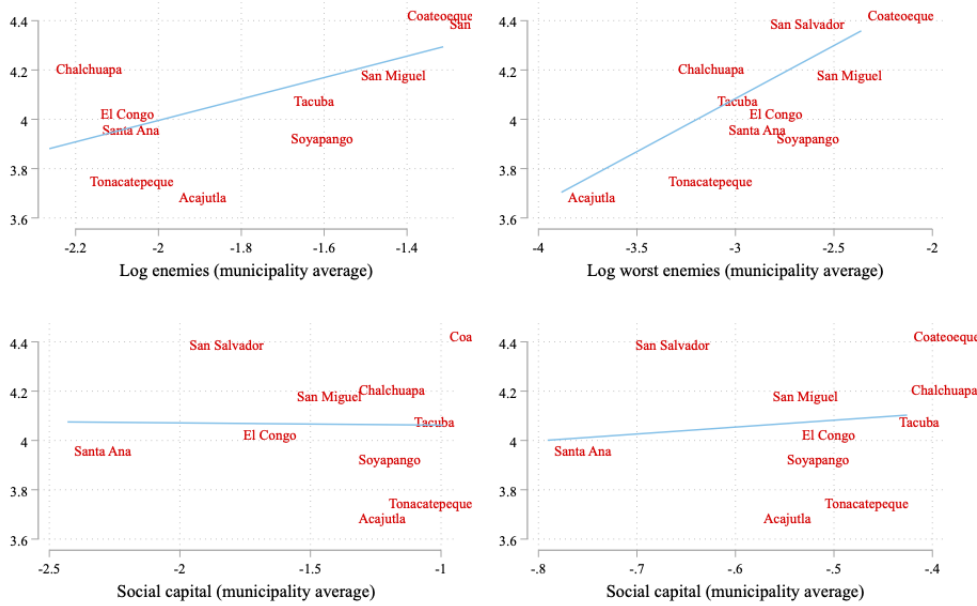 4.4
4.2
4
3.8
3.6
Coateoeque
San
Chalchuapa
San Miguel
Tacuba
El Congo
Santa Ana
Soyapango
Tonacatepeque
Acajutla
-2.2 -2 -1.8 -1.6 -1.4
Log enemies (municipality average)
4.4
4.2
4
3.8
3.6
Coateoeque
San Salvador
Chalchuapa
San Miguel
Tacuba
El Congo
Santa Ana
Soyapango
Tonacatepeque
Acajutla
-4 -3 -2
Log worst enemies (municipality average)
4.4
4.2
4
3.8
3.6
Coa
San Salvador
Chalchuapa
San Miguel
Tacuba
El Congo
Santa Ana
Soyapango
Tonacatepeque
Acajutla
-2.5 -2 -1.5 -1
Social capital (municipality average)
4.4
4.2
4
3.8
3.6
Coateoeque
San Salvador
Chalchuapa
San Miguel
Tacuba
El Congo
Santa Ana
Soyapango
Tonacatepeque
Acajutla
-.8 -.7 -.6 -.5 -.4
Social capital (municipality average)